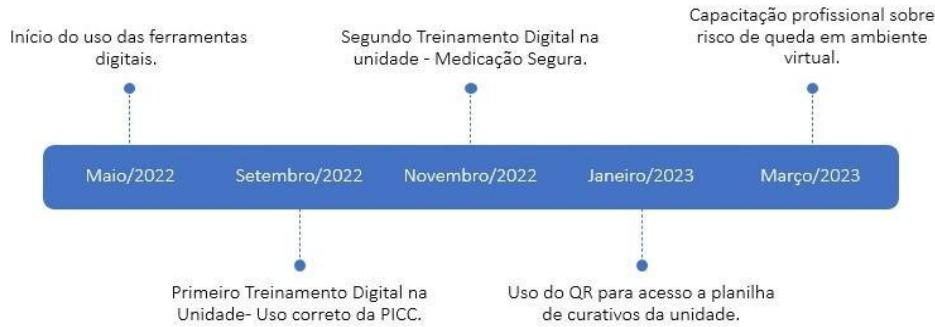 Início do uso das ferramentas
digitais.
Segundo Treinamento Digital na
unidade - Medicação Segura.
Capacitação profissional sobre
risco de queda em ambiente
virtual.
Maio/2022
Setembro/2022
Novembro/2022
Janeiro/2023
Março/2023
Primeiro Treinamento Digital na
Unidade- Uso correto da PICC.
Uso do QR para acesso a planilha
de curativos da unidade.